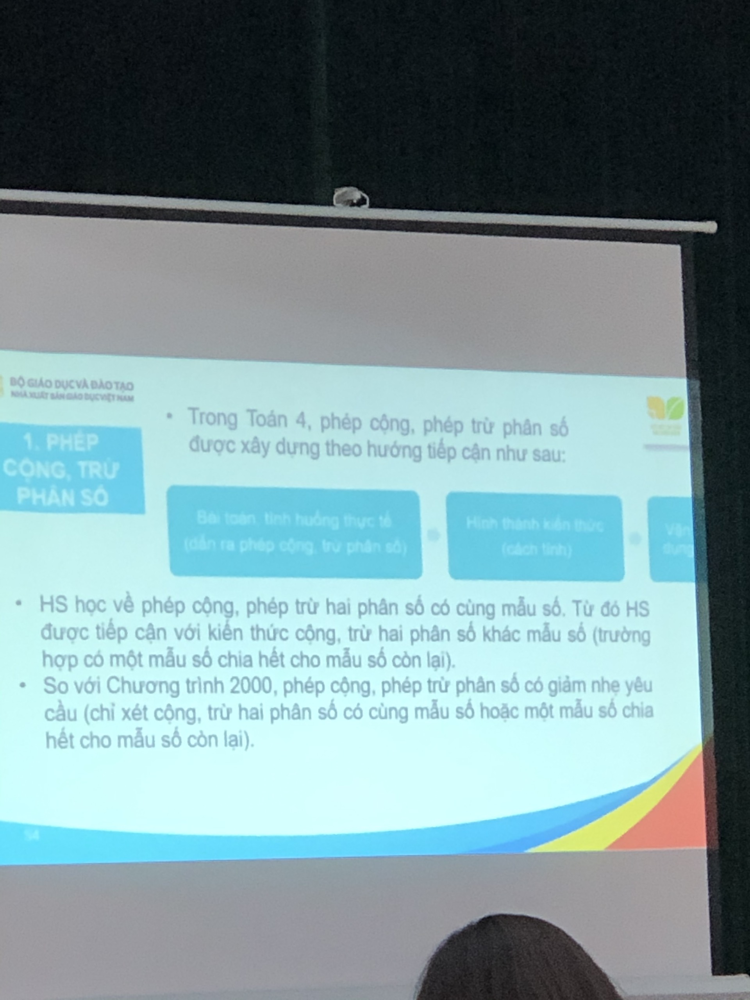 BỘ GIÁO DỤC VÀ ĐÀO TẠO
NHÀ XUẤT BẢN GIÁO DỤC VIỆT NAM
1. PHÉP
CỘNG, TRỪ
PHÂN SỐ
• Trong Toán 4, phép cộng, phép trừ phân số
được xây dựng theo hướng tiếp cận như sau:
Bài toán, tình huống thực tế
(dẫn ra phép cộng, trừ phân số)
Hình thành kiến thức
(cách tính)
Vận
dụng
• HS học về phép cộng, phép trừ hai phân số có cùng mẫu số. Từ đó HS
được tiếp cận với kiến thức cộng, trừ hai phân số khác mẫu số (trường
hợp có một mẫu số chia hết cho mẫu số còn lại).
• So với Chương trình 2000, phép cộng, phép trừ phân số có giảm nhẹ yêu
cầu (chỉ xét cộng, trừ hai phân số có cùng mẫu số hoặc một mẫu số chia
hết cho mẫu số còn lại).